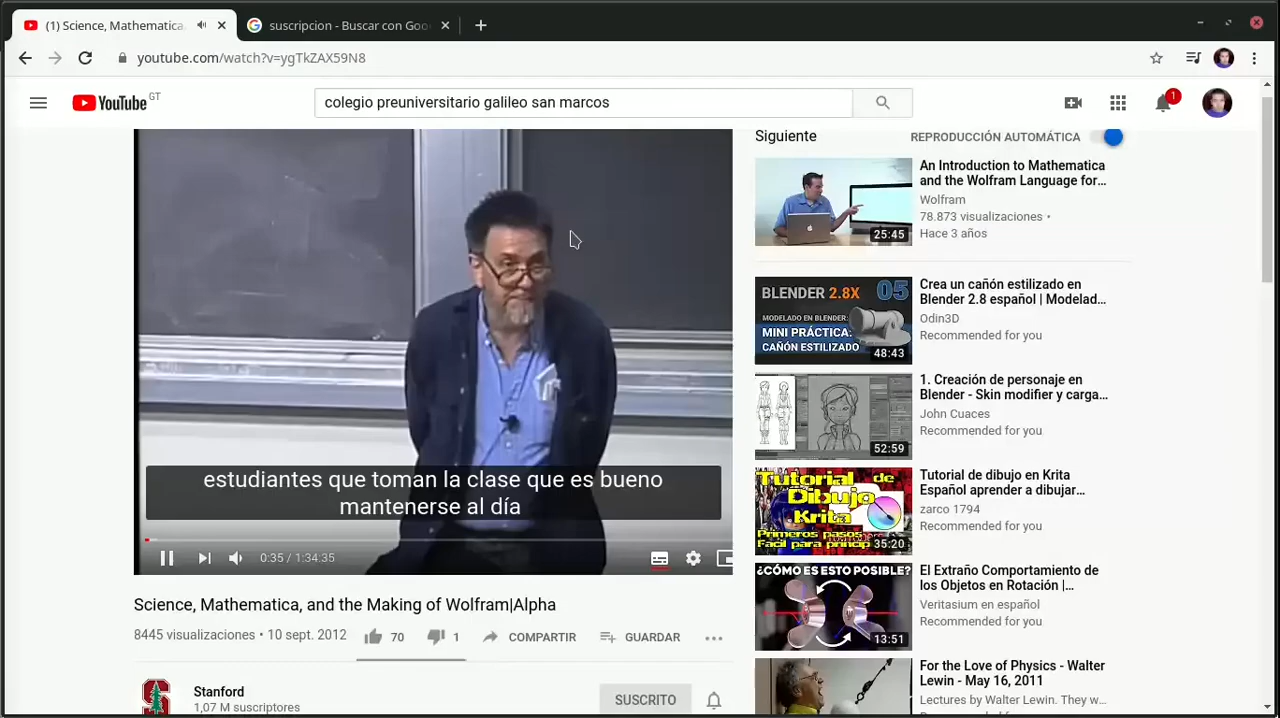 (1) Science, Mathematica,
suscripcion - Buscar con Goo
youtube.com/watch?v=ygTkZAX59N8
YouTube GT
colegio preuniversitario galileo san marcos
1
estudiantes que toman la clase que es bueno
mantenerse al día
0:35 / 1:34:35
Science, Mathematica, and the Making of Wolfram|Alpha
8445 visualizaciones • 10 sept. 2012
70
1
COMPARTIR
GUARDAR
Stanford
1,07 M suscriptores
SUSCRITO
Siguiente
REPRODUCCIÓN AUTOMÁTICA
25:45
An Introduction to Mathematica
and the Wolfram Language for...
Wolfram
78.873 visualizaciones •
Hace 3 años
BLENDER 2.8X 05
MODELADO EN BLENDER:
MINI PRÁCTICA:
CAÑÓN ESTILIZADO
48:43
Crea un cañón estilizado en
Blender 2.8 español | Modelad...
Odin3D
Recommended for you
52:59
1. Creación de personaje en
Blender - Skin modifier y carga...
John Cuaces
Recommended for you
Tutorial de
Dibujo
Krita
Primeros pasos
Facil para princip
35:20
Tutorial de dibujo en Krita
Español aprender a dibujar...
zarco 1794
Recommended for you
¿CÓMO ES ESTO POSIBLE?
13:51
El Extraño Comportamiento de
los Objetos en Rotación |...
Veritasium en español
Recommended for you
For the Love of Physics - Walter
Lewin - May 16, 2011
Lectures by Walter Lewin. They w...